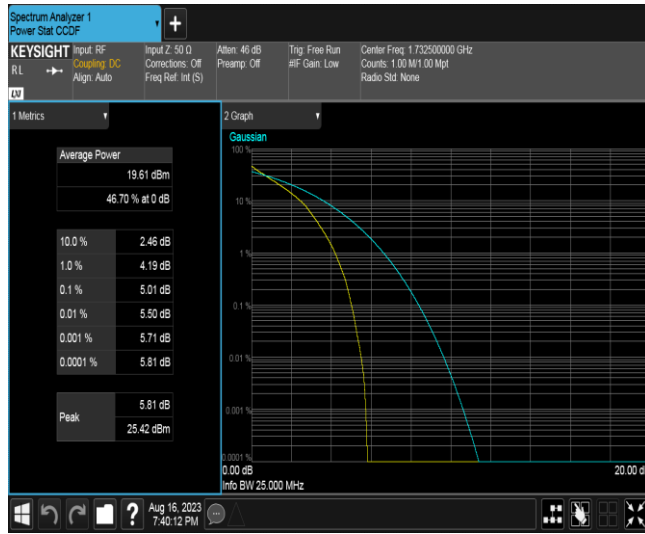 Spectrum Analyzer 1
Power Stat CCDF
+
KEYSIGHT
RL
Input: RF
Coupling: DC
Align: Auto
Input Z: 50 Ω
Corrections: Off
Freq Ref: Int (S)
Atten: 46 dB
Preamp: Off
Trig: Free Run
#IF Gain: Low
Center Freq: 1.732500000 GHz
Counts: 1.00 M/1.00 Mpt
Radio Std: None
1 Metrics
Average Power
19.61 dBm
46.70 % at 0 dB
10.0 % 2.46 dB
1.0 % 4.19 dB
0.1 % 5.01 dB
0.01 % 5.50 dB
0.001 % 5.71 dB
0.0001 % 5.81 dB
Peak
5.81 dB
25.42 dBm
2 Graph
Gaussian
100 %
10 %
1 %
0.1 %
0.01 %
0.001 %
0.0001 %
0.00 dB
20.00 d
Info BW 25.000 MHz
?
Aug 16, 2023
7:40:12 PM